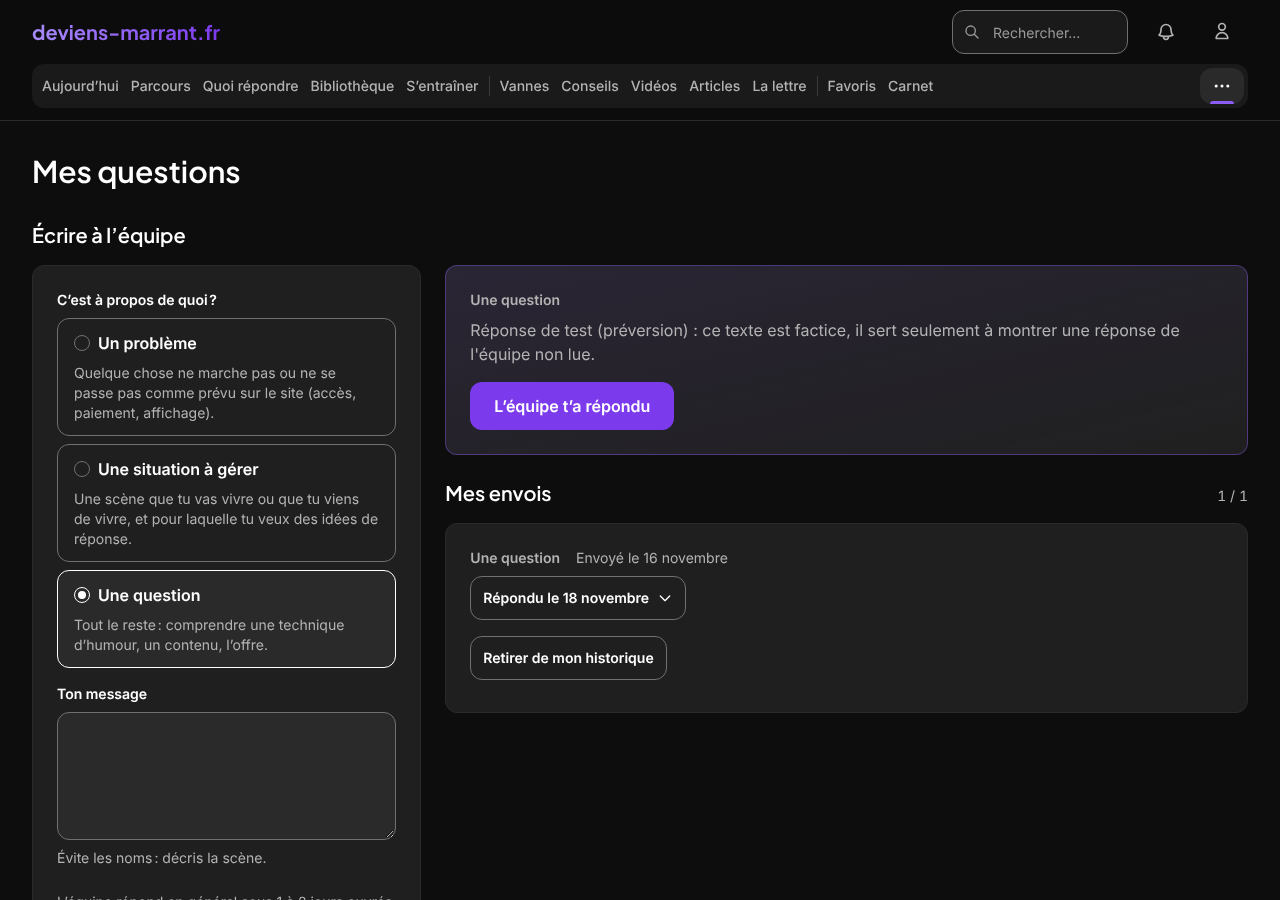 deviens-marrant.fr
Rechercher...
Aujourd’hui Parcours Quoi répondre Bibliothèque S’entraîner Vannes Conseils Vidéos Articles La lettre Favoris Carnet
Mes questions
Écrire à l’équipe
C’est à propos de quoi ?
Un problème
Quelque chose ne marche pas ou ne se
passe pas comme prévu sur le site (accès,
paiement, affichage).
Une situation à gérer
Une scène que tu vas vivre ou que tu viens
de vivre, et pour laquelle tu veux des idées de
réponse.
Une question
Tout le reste : comprendre une technique
d’humour, un contenu, l’offre.
Ton message
Évite les noms : décris la scène.
Une question
Réponse de test (préversion) : ce texte est factice, il sert seulement à montrer une réponse de
l'équipe non lue.
L’équipe t’a répondu
Mes envois
1 / 1
Une question Envoyé le 16 novembre
Répondu le 18 novembre
Retirer de mon historique